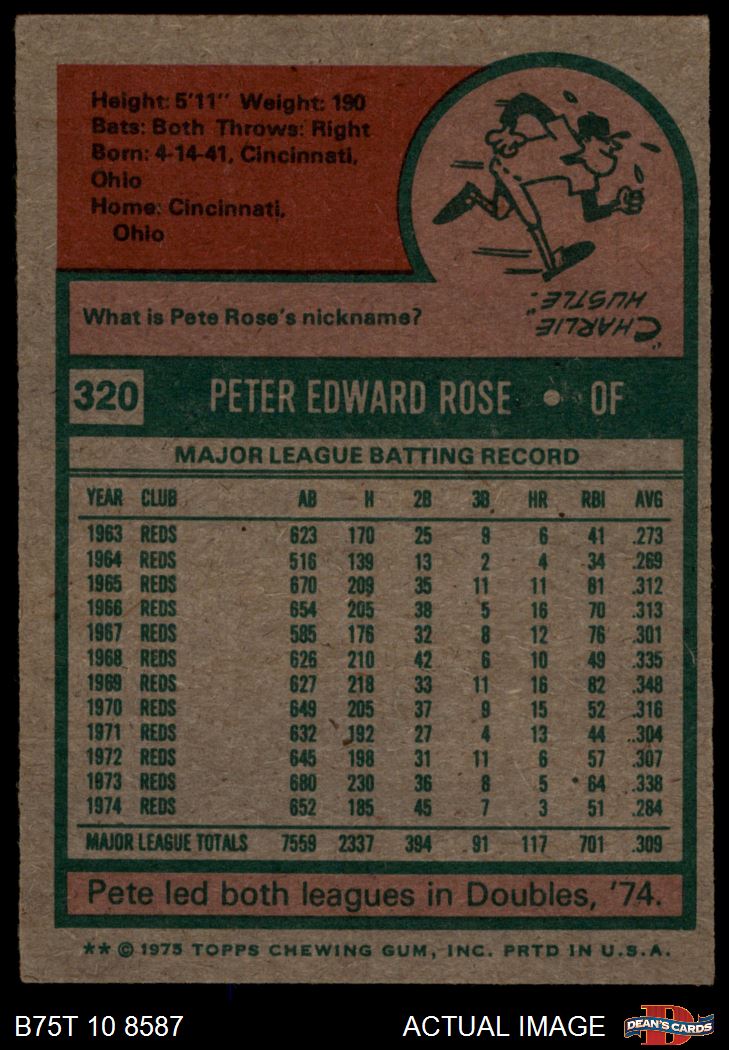 Height: 5'11" Weight: 190
Bats: Both Throws: Right
Born: 4-14-41, Cincinnati,
Ohio
Home: Cincinnati,
Ohio
"CHARLIE
HUSTLE".
What is Pete Rose's nickname?
320 PETER EDWARD ROSE • OF
MAJOR LEAGUE BATTING RECORD
YEAR CLUB AB H 2B 3B HR RBI AVG
1963 REDS 623 170 25 9 6 41 .273
1964 REDS 516 139 13 2 4 34 .269
1965 REDS 670 209 35 11 11 81 .312
1966 REDS 654 205 38 5 16 70 .313
1967 REDS 585 176 32 8 12 76 .301
1968 REDS 626 210 42 6 10 49 .335
1969 REDS 627 218 33 11 16 82 .348
1970 REDS 649 205 37 9 15 52 .316
1971 REDS 632 192 27 4 13 44 .304
1972 REDS 645 198 31 11 6 57 .307
1973 REDS 680 230 36 8 5 64 .338
1974 REDS 652 185 45 7 3 51 .284
MAJOR LEAGUE TOTALS 7559 2337 394 91 117 701 .309
Pete led both leagues in Doubles, '74.
** © 1975 TOPPS CHEWING GUM, INC. PRTD IN U.S.A.
B75T 10 8587 ACTUAL IMAGE D DEAN'S CARDS